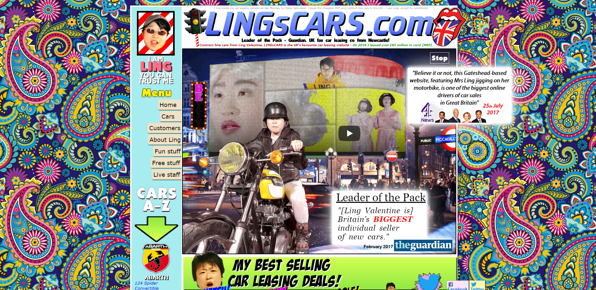 LINGsCARS.com
Leader of the Pack - Guardian. UK fun car leasing co from Newcastle!
I AM
LING
YOU CAN
TRUST ME
Menu
Home
Cars
Customers
About Ling
Fun stuff
Free stuff
Live staff
CARS
A-Z
ABARTH
ABARTH
124 Spider
Convertible
Stop
LINGs
"Believe it or not, this Gateshead-based
website, featuring Mrs Ling jigging on her
motorbike, is one of the biggest online
drivers of car sales
in Great Britain"
4 News
25th July
2017
PUBLIC
Leader of the Pack
"[Ling Valentine is]
Britain's BIGGEST
individual seller
of new cars."
February 2017
theguardian
MY BEST SELLING
CAR LEASING DEALS!